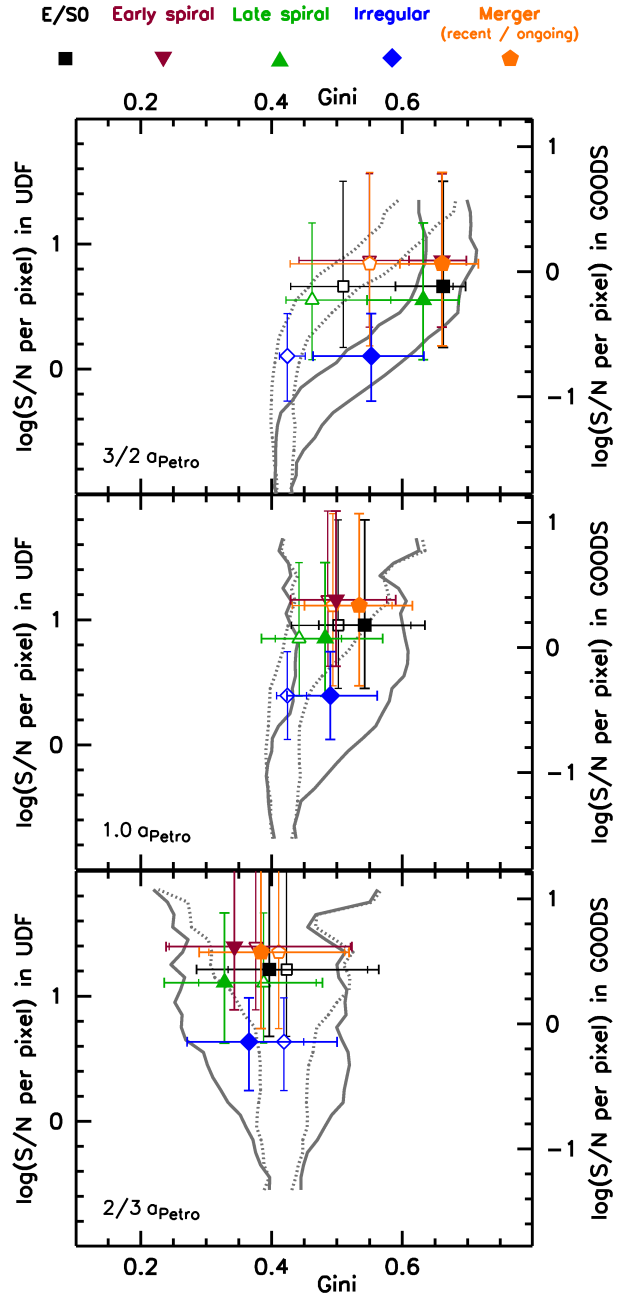 E/S0 Early spiral Late spiral Irregular Merger
(recent / ongoing)
0.2 0.4 0.6
Gini
log(S/N per pixel) in UDF
1
0
3/2 aPetro
1
0
−1
log(S/N per pixel) in GOODS
log(S/N per pixel) in UDF
1
0
1.0 aPetro
1
0
−1
log(S/N per pixel) in GOODS
log(S/N per pixel) in UDF
1
0
2/3 aPetro
1
0
−1
log(S/N per pixel) in GOODS
0.2 0.4 0.6
Gini